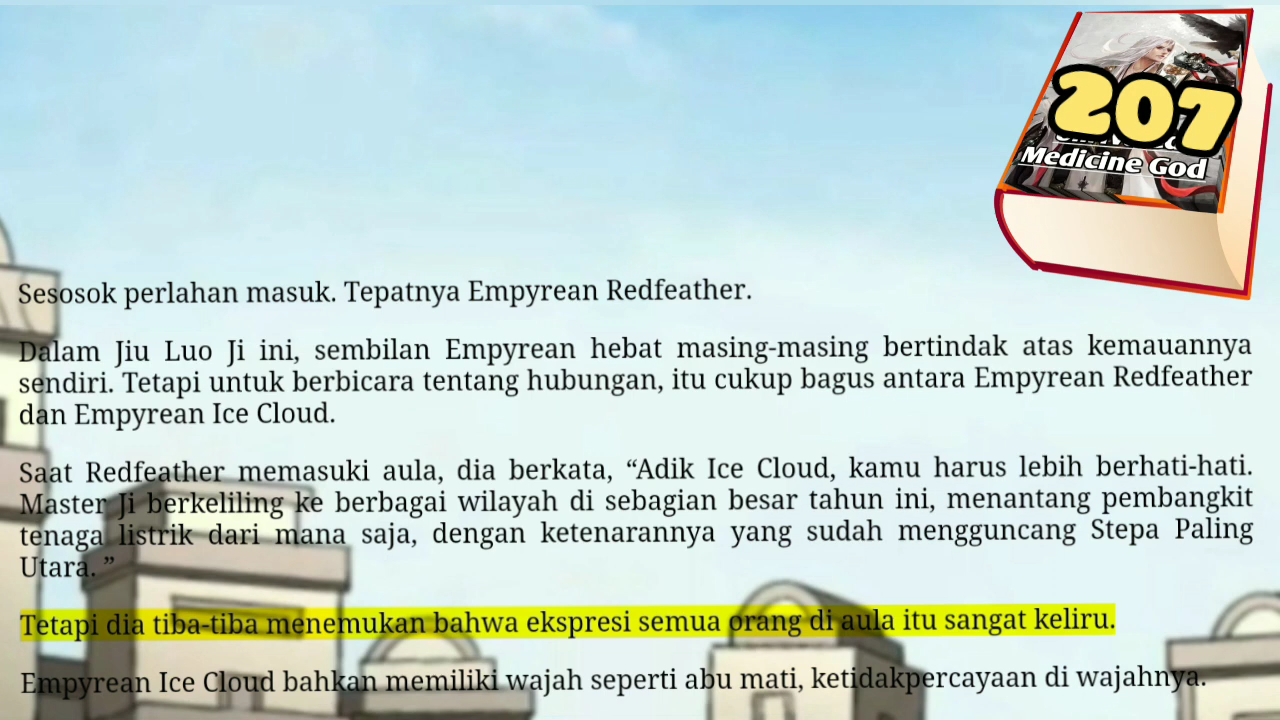 207
Medicine God
Sesosok perlahan masuk. Tepatnya Empyrean Redfeather.
Dalam Jiu Luo Ji ini, sembilan Empyrean hebat masing-masing bertindak atas kemauannya
sendiri. Tetapi untuk berbicara tentang hubungan, itu cukup bagus antara Empyrean Redfeather
dan Empyrean Ice Cloud.
Saat Redfeather memasuki aula, dia berkata, “Adik Ice Cloud, kamu harus lebih berhati-hati.
Master Ji berkeliling ke berbagai wilayah di sebagian besar tahun ini, menantang pembangkit
tenaga listrik dari mana saja, dengan ketenarannya yang sudah mengguncang Stepa Paling
Utara. ”
Tetapi dia tiba-tiba menemukan bahwa ekspresi semua orang di aula itu sangat keliru.
Empyrean Ice Cloud bahkan memiliki wajah seperti abu mati, ketidakpercayaan di wajahnya.